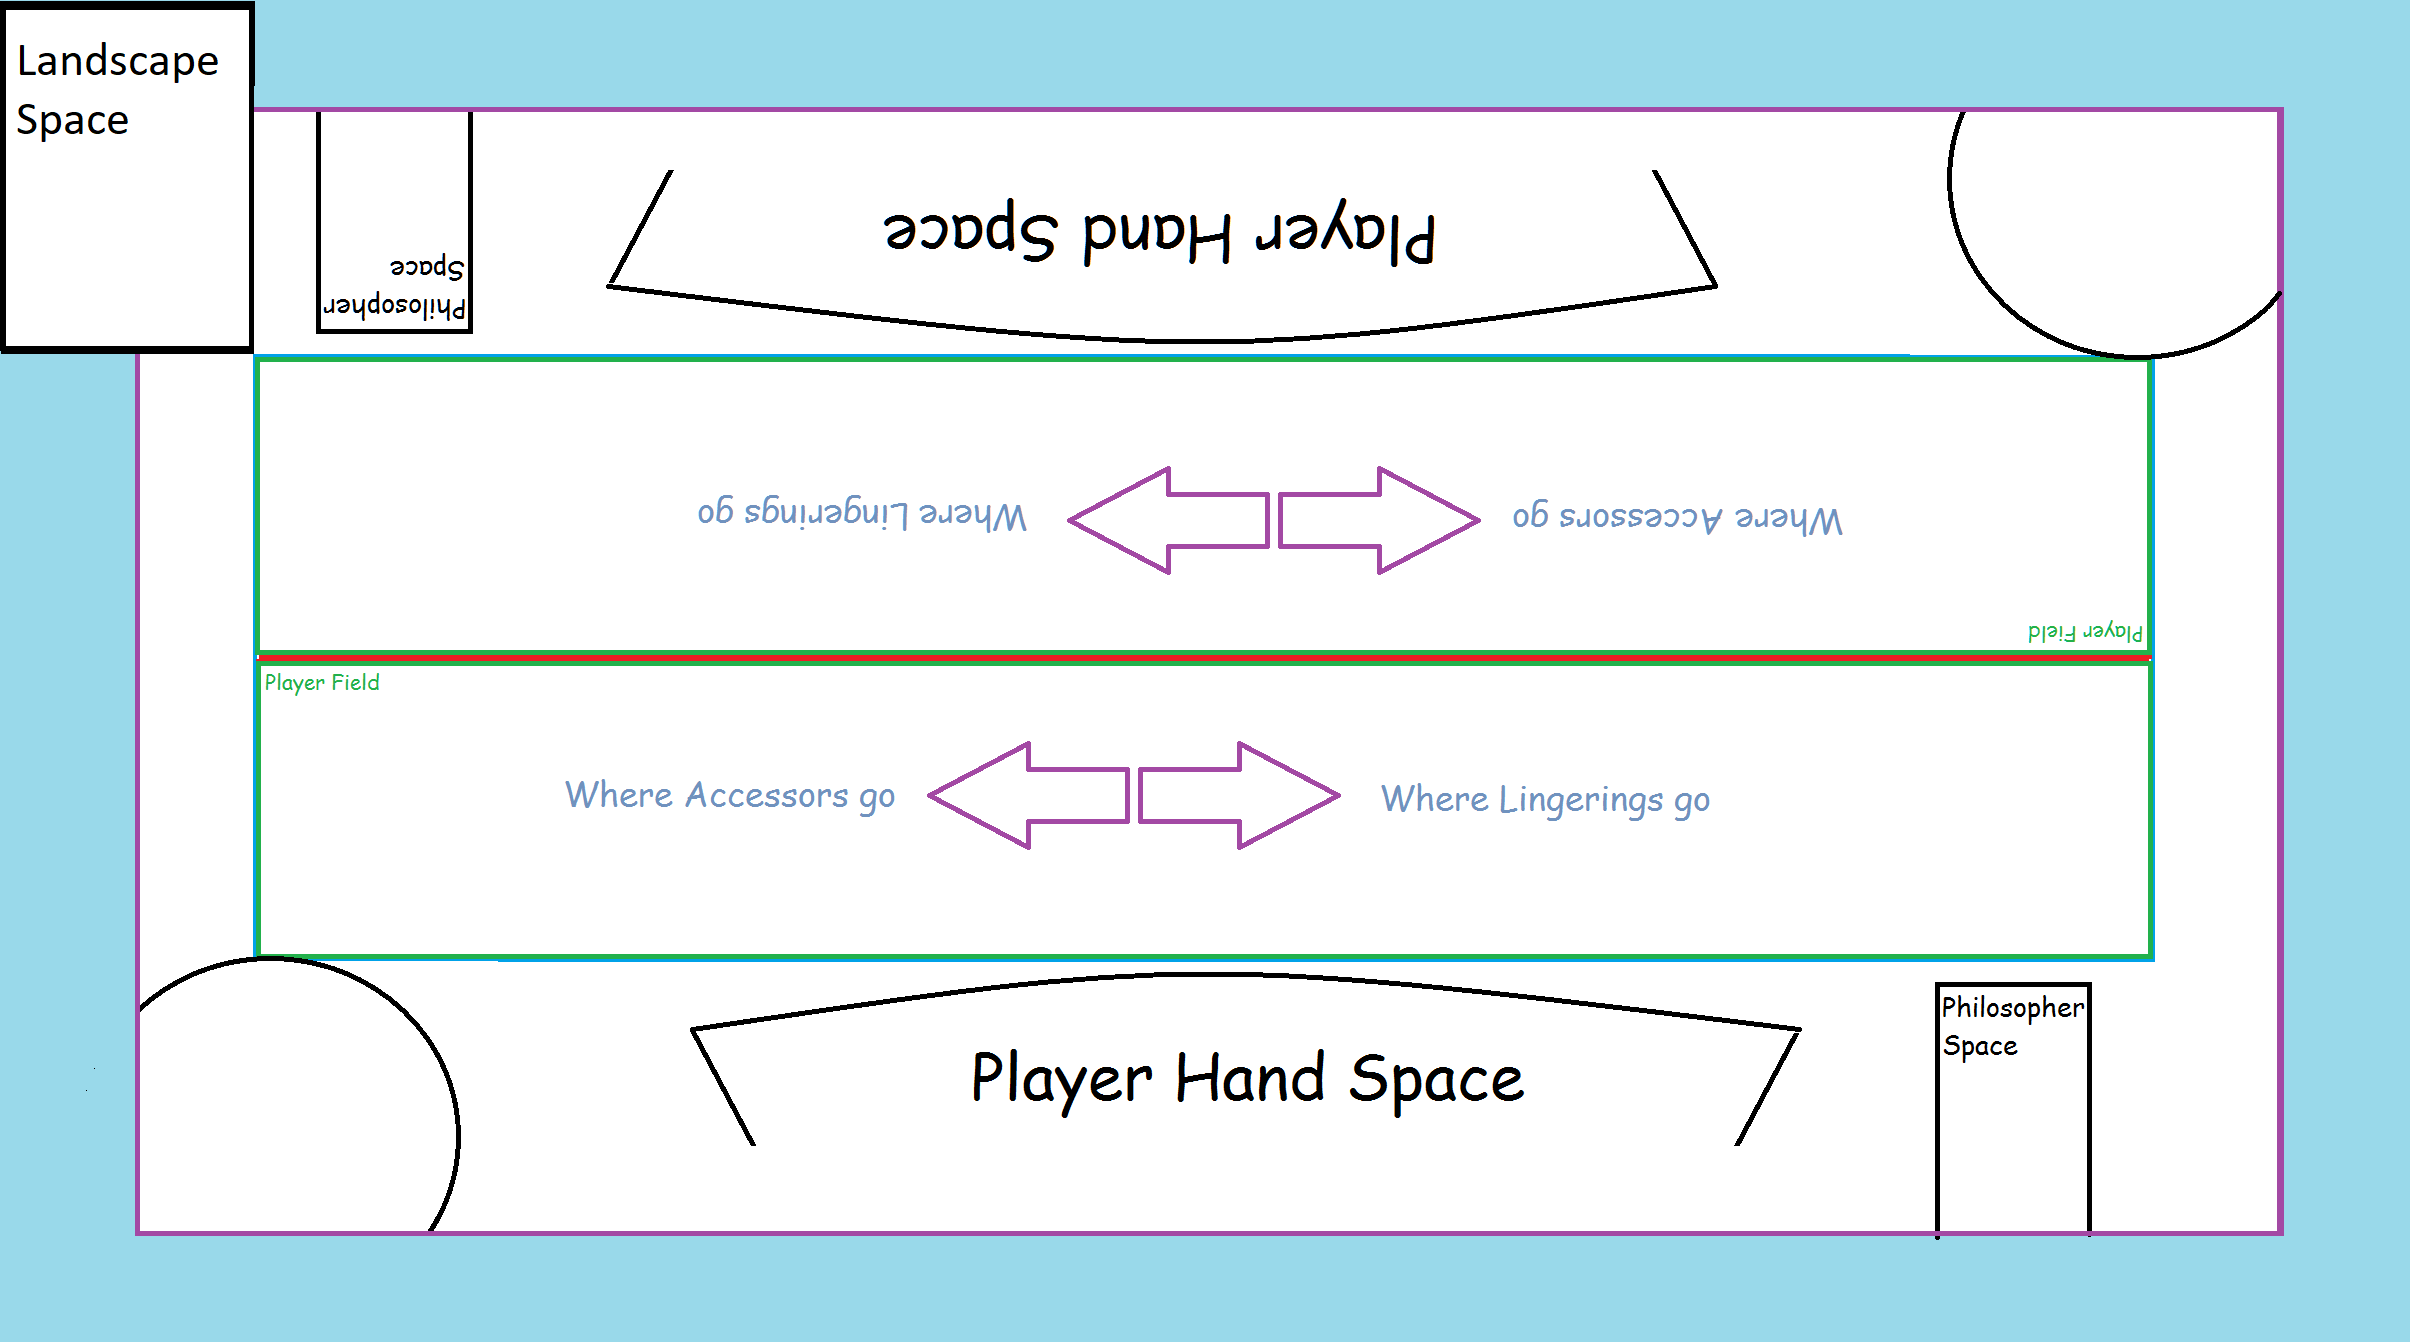 Landscape
Space
Player Hand Space
Philosopher
Space
Where Lingerings go
Where Accessors go
Player Field
Player Field
Where Accessors go
Where Lingerings go
Philosopher
Space
Player Hand Space